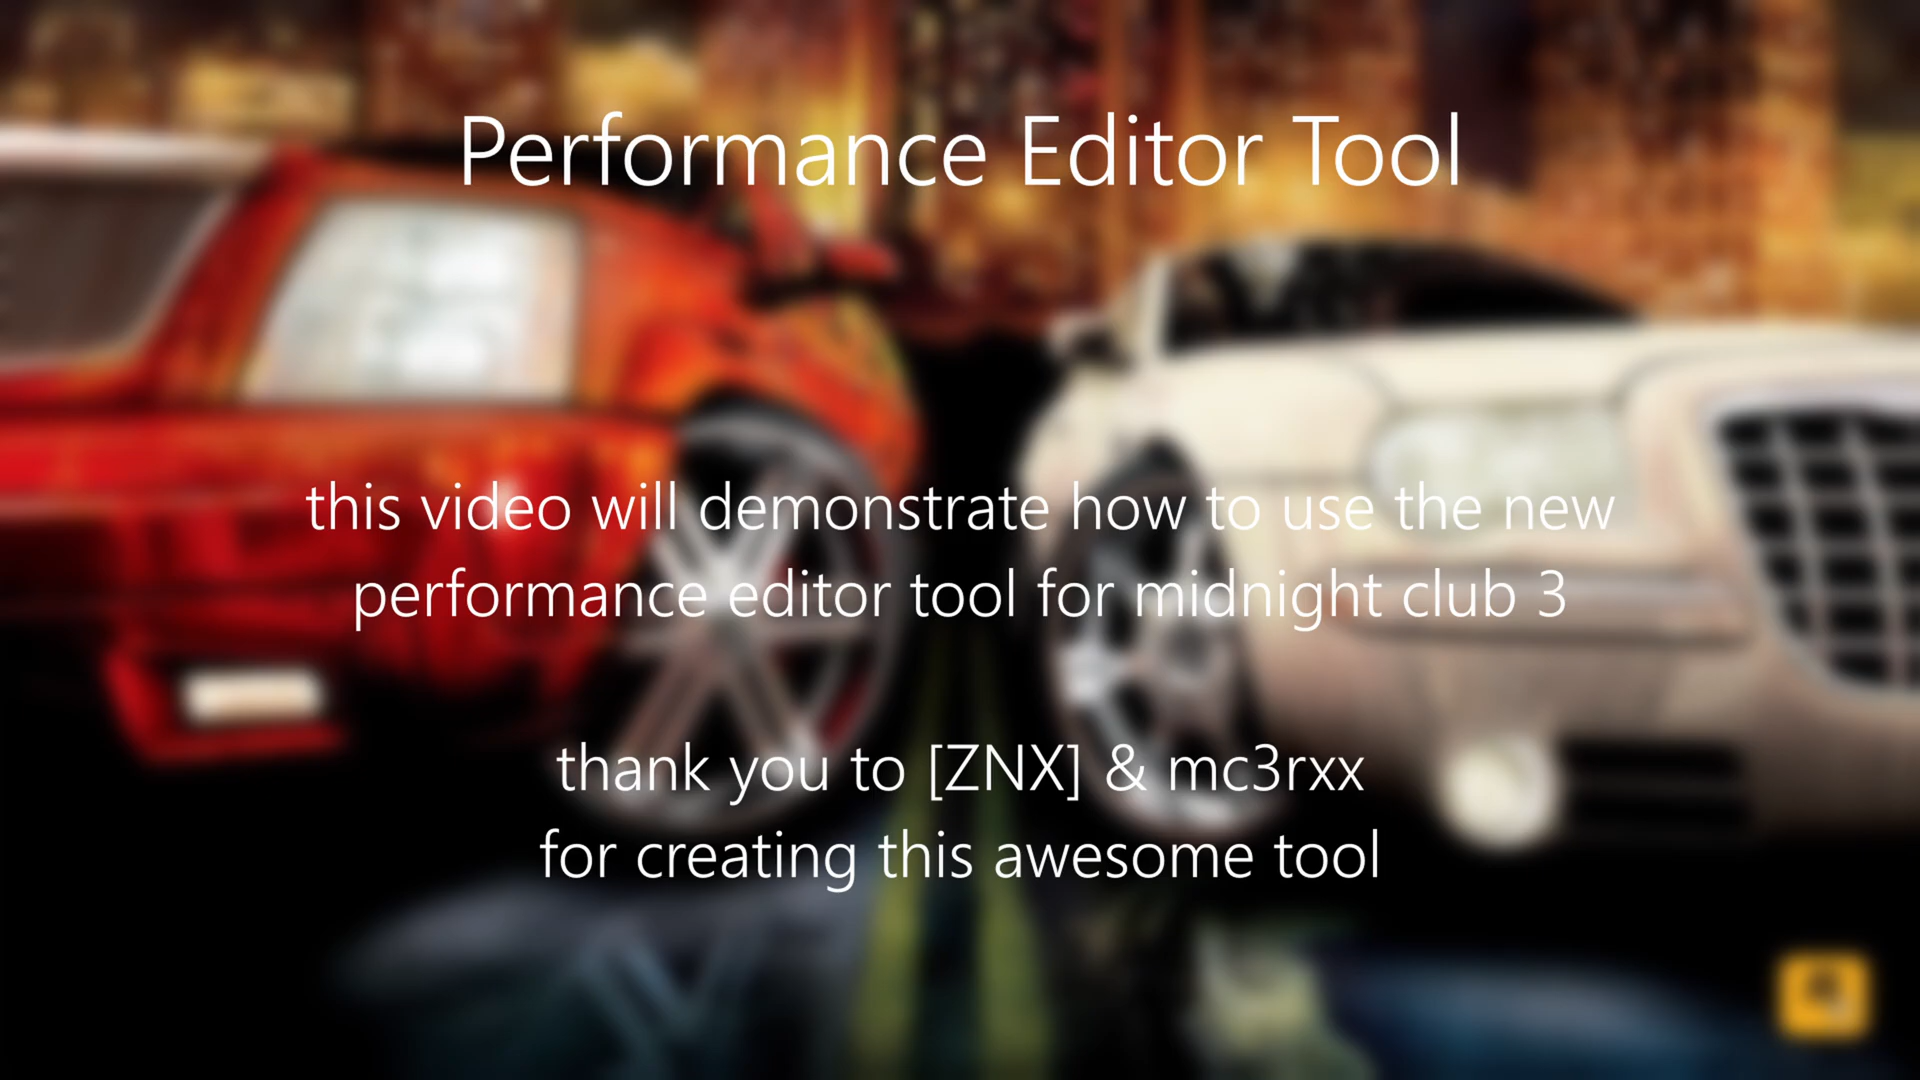 Performance Editor Tool
this video will demonstrate how to use the new
performance editor tool for midnight club 3
thank you to [ZNX] & mc3rxx
for creating this awesome tool